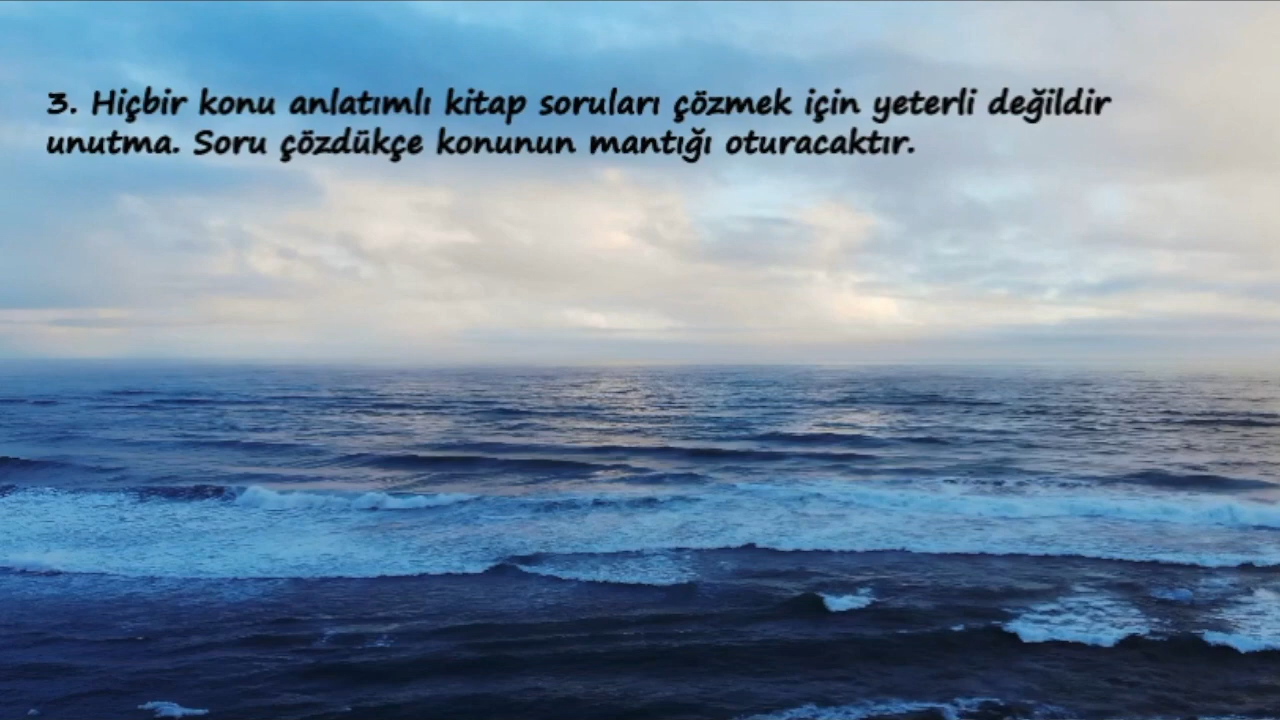 3. Hiçbir konu anlatımlı kitap soruları çözmek için yeterli değildir
unutma. Soru çözdükçe konunun mantığı oturacaktır.